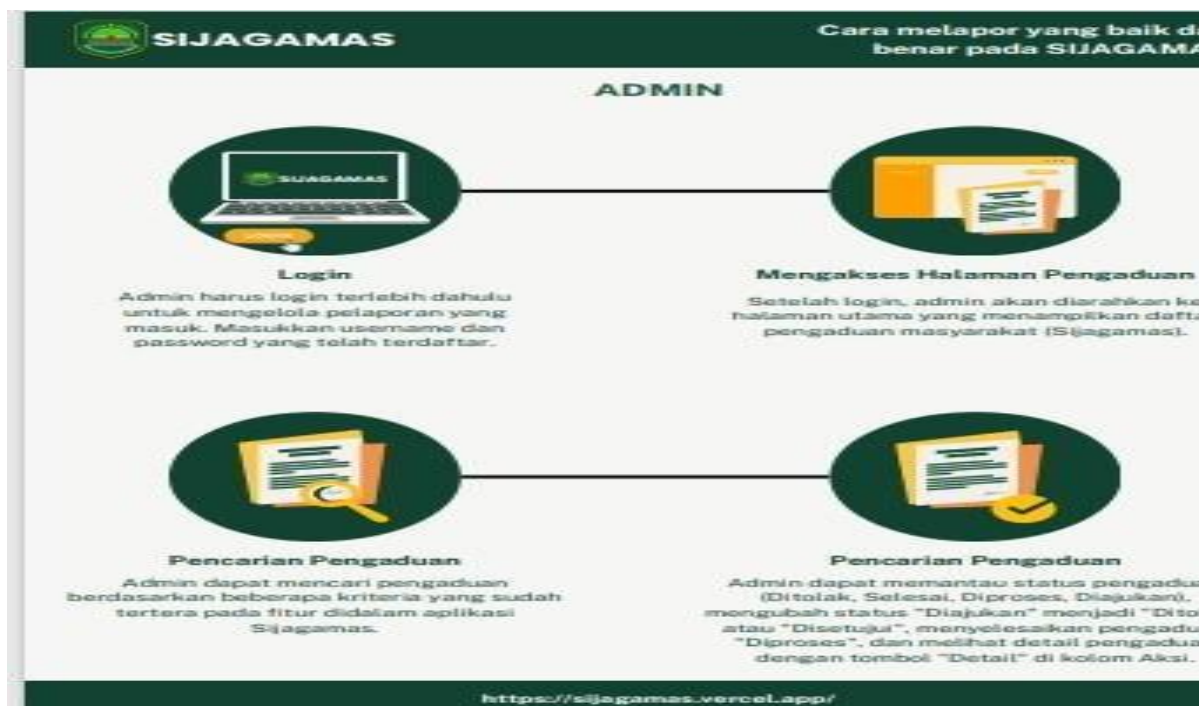 SIJAGAMAS
Cara melapor yang baik da
benar pada SIJAGAMA
ADMIN
SIJAGAMAS
Login
Admin harus login terlebih dahulu
untuk mengelola pelaporan yang
masuk. Masukkan username dan
password yang telah terdaftar.
Mengakses Halaman Pengaduan
Setelah login, admin akan diarahkan ke
halaman utama yang menampilkan dafta
pengaduan masyarakat (Sijagamas).
Pencarian Pengaduan
Admin dapat mencari pengaduan
berdasarkan beberapa kriteria yang sudah
tertera pada fitur didalam aplikasi
Sijagamas.
Pencarian Pengaduan
Admin dapat memantau status pengadu
(Ditolak, Selesai, Diproses, Diajukan),
mengubah status "Diajukan" menjadi "Dito
atau "Disetujui", menyelesaikan pengadu
"Diproses", dan melihat detail pengadua
dengan tombol "Detail" di kolom Aksi.
https://sijagamas.vercel.app/